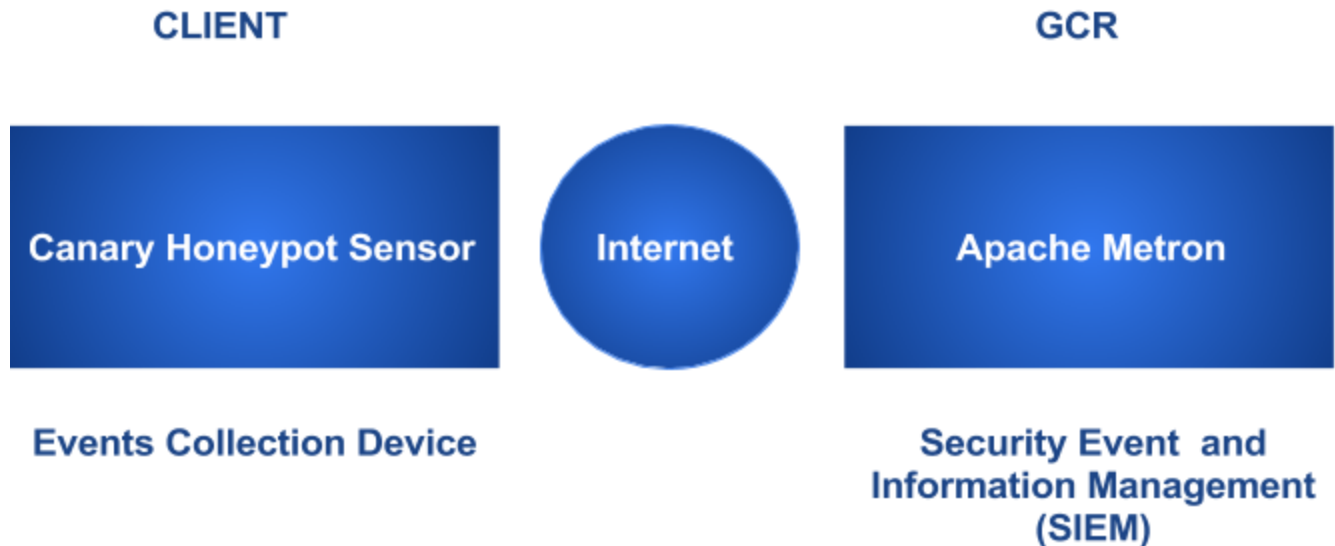 CLIENT
GCR
Canary Honeypot Sensor
Internet
Apache Metron
Events Collection Device
Security Event  and
Information Management
(SIEM)